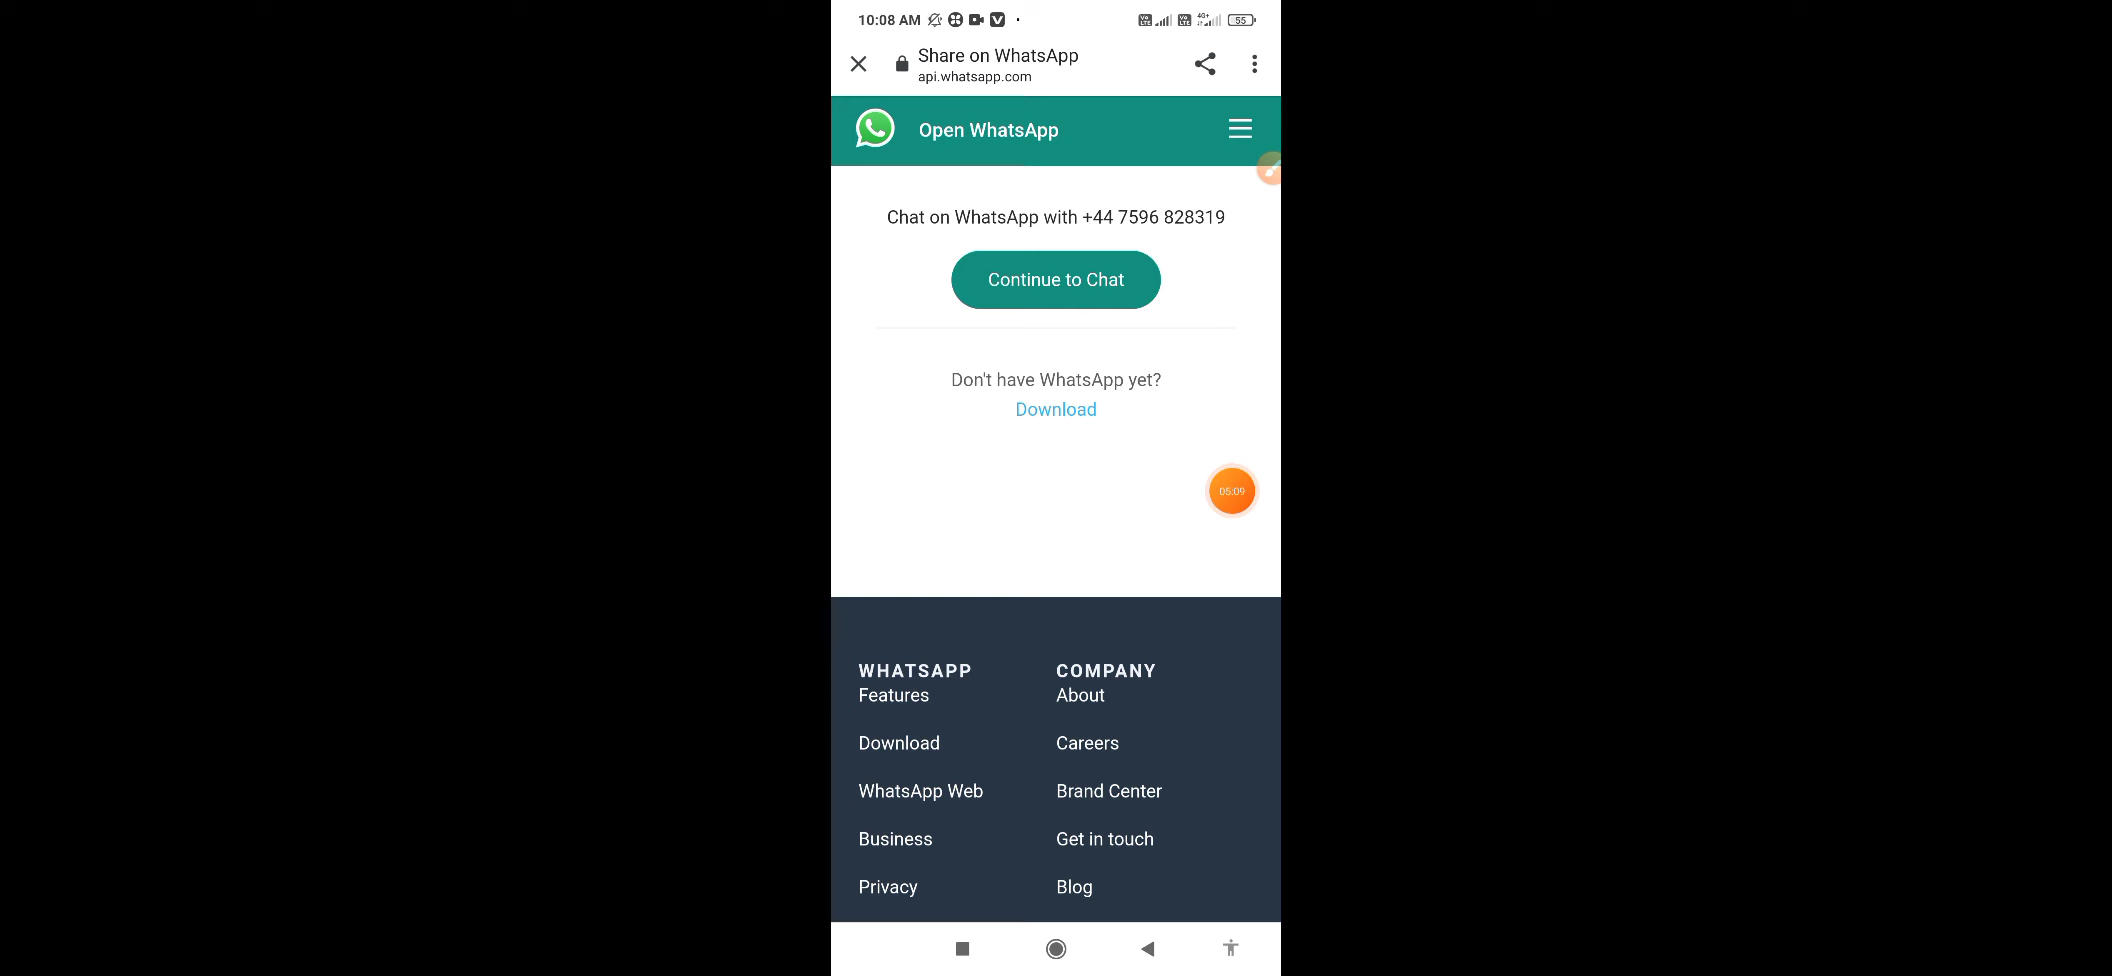 10:08 AM
4G+
55
Share on WhatsApp
api.whatsapp.com
Open WhatsApp
Chat on WhatsApp with +44 7596 828319
Continue to Chat
Don't have WhatsApp yet?
Download
05:09
WHATSAPP COMPANY
Features About
Download Careers
WhatsApp Web Brand Center
Business Get in touch
Privacy Blog